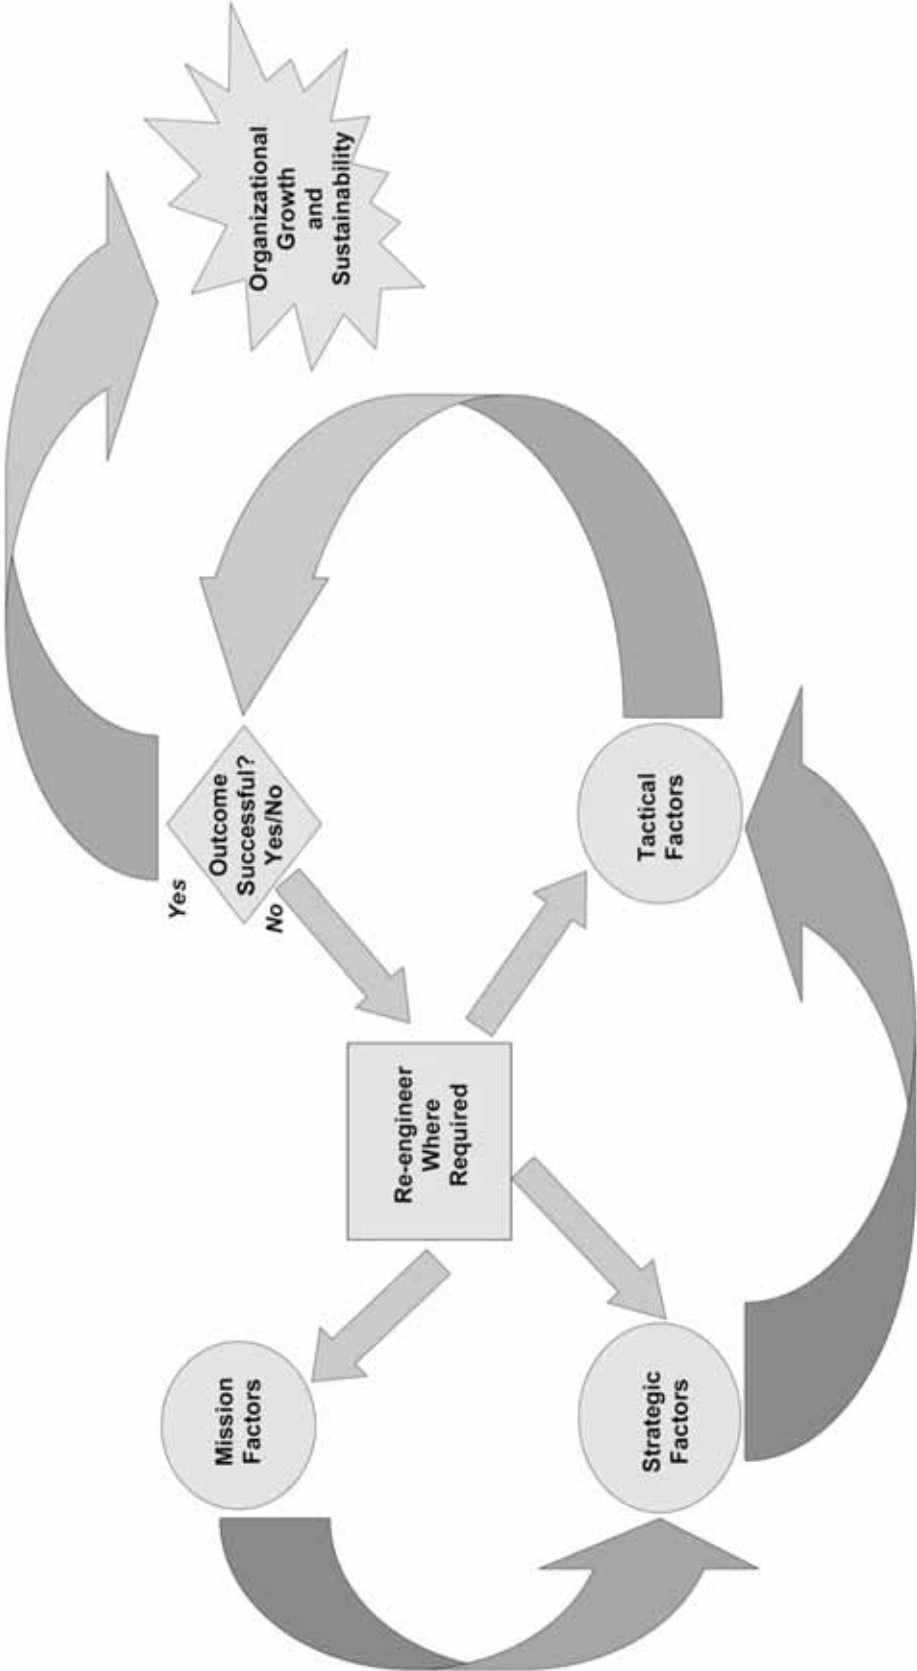 Mission
Factors
Strategic
Factors
Re-engineer
Where
Required
Tactical
Factors
Yes
Outcome
Successful?
Yes/No
No
Organizational
Growth
and
Sustainability